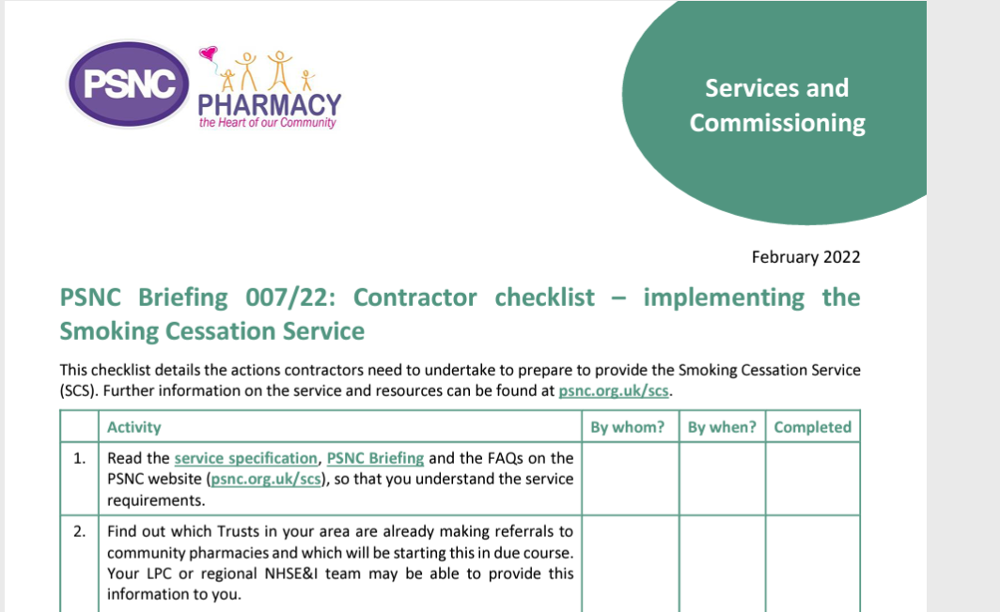 PSNC
PHARMACY
the Heart of our Community
Services and
Commissioning
February 2022
PSNC Briefing 007/22: Contractor checklist – implementing the
Smoking Cessation Service
This checklist details the actions contractors need to undertake to prepare to provide the Smoking Cessation Service
(SCS). Further information on the service and resources can be found at psnc.org.uk/scs.
Activity By whom? By when? Completed
1. Read the service specification, PSNC Briefing and the FAQs on the
PSNC website (psnc.org.uk/scs), so that you understand the service
requirements.
2. Find out which Trusts in your area are already making referrals to
community pharmacies and which will be starting this in due course.
Your LPC or regional NHSE&I team may be able to provide this
information to you.